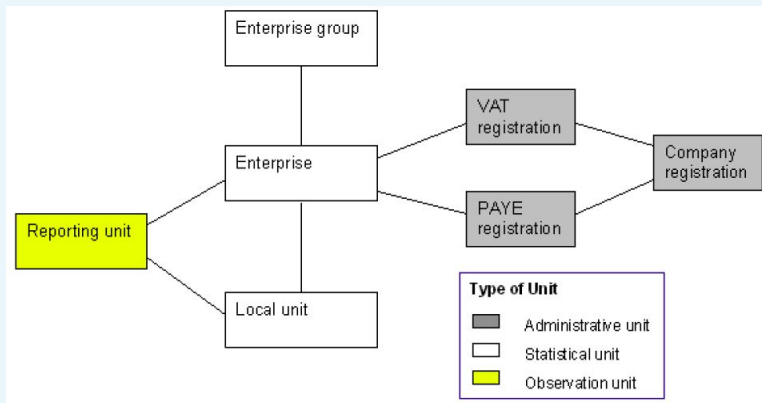 Enterprise group
VAT
registration
Enterprise
Company
registration
PAYE
registration
Reporting unit
Local unit
Type of Unit
Administrative unit
Statistical unit
Observation unit